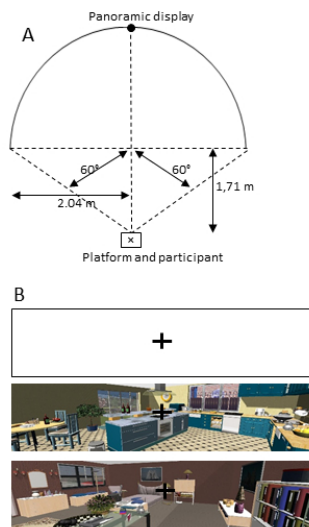 A
Panoramic display
60°
60°
2.04 m
1,71 m
Platform and participant
B